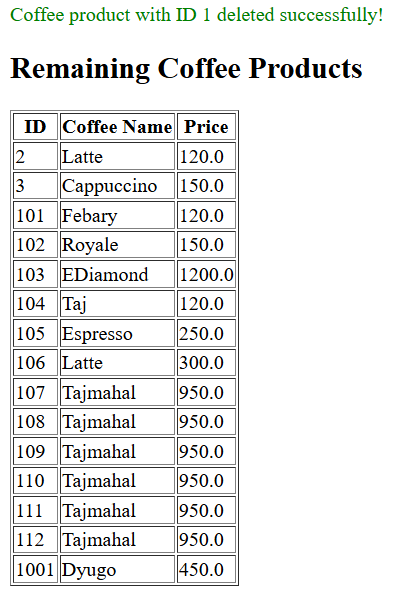 Coffee product with ID 1 deleted successfully!
Remaining Coffee Products
ID Coffee Name Price
2 Latte 120.0
3 Cappuccino 150.0
101 Febary 120.0
102 Royale 150.0
103 EDiamond 1200.0
104 Taj 120.0
105 Espresso 250.0
106 Latte 300.0
107 Tajmahal 950.0
108 Tajmahal 950.0
109 Tajmahal 950.0
110 Tajmahal 950.0
111 Tajmahal 950.0
112 Tajmahal 950.0
1001 Dyugo 450.0